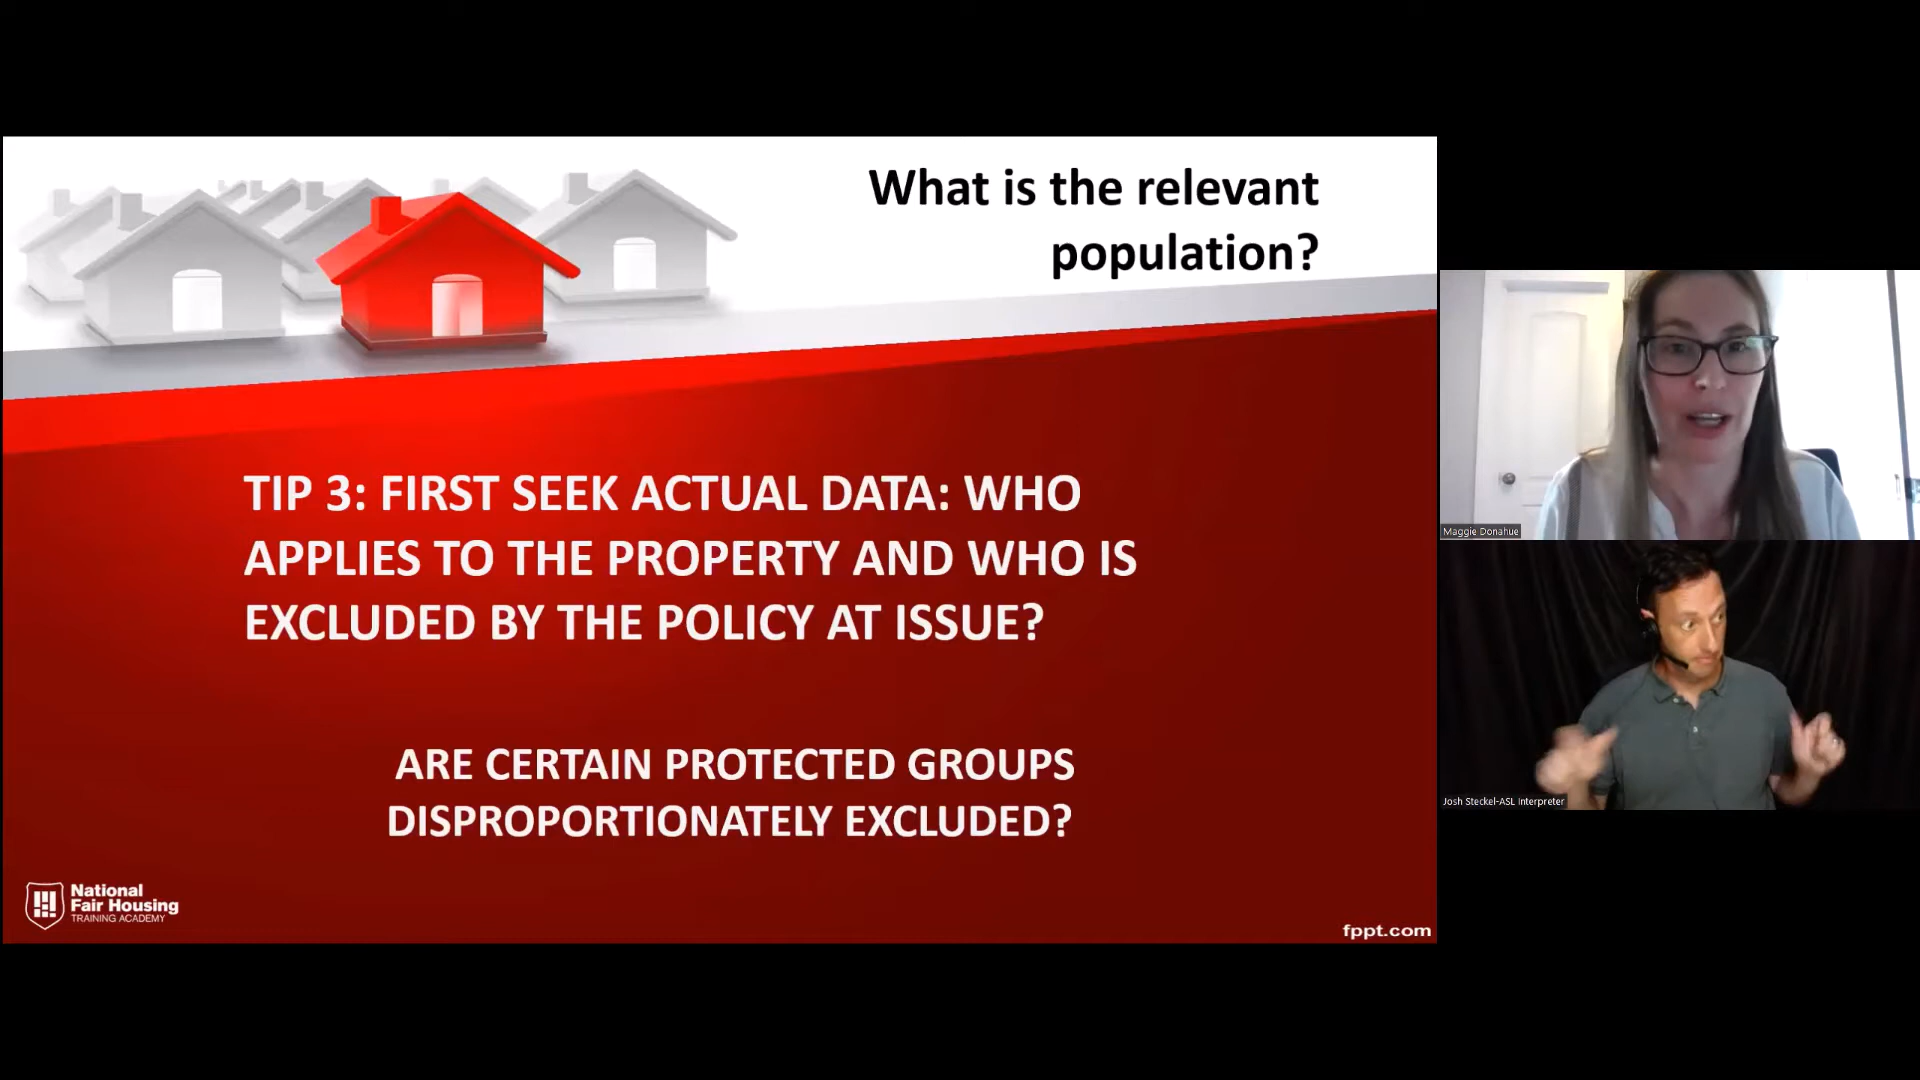 What is the relevant
population?
TIP 3: FIRST SEEK ACTUAL DATA: WHO
APPLIES TO THE PROPERTY AND WHO IS
EXCLUDED BY THE POLICY AT ISSUE?
ARE CERTAIN PROTECTED GROUPS
DISPROPORTIONATELY EXCLUDED?
National
Fair Housing
TRAINING ACADEMY
fppt.com
Maggie Donahue
Josh Steckel-ASL Interpreter